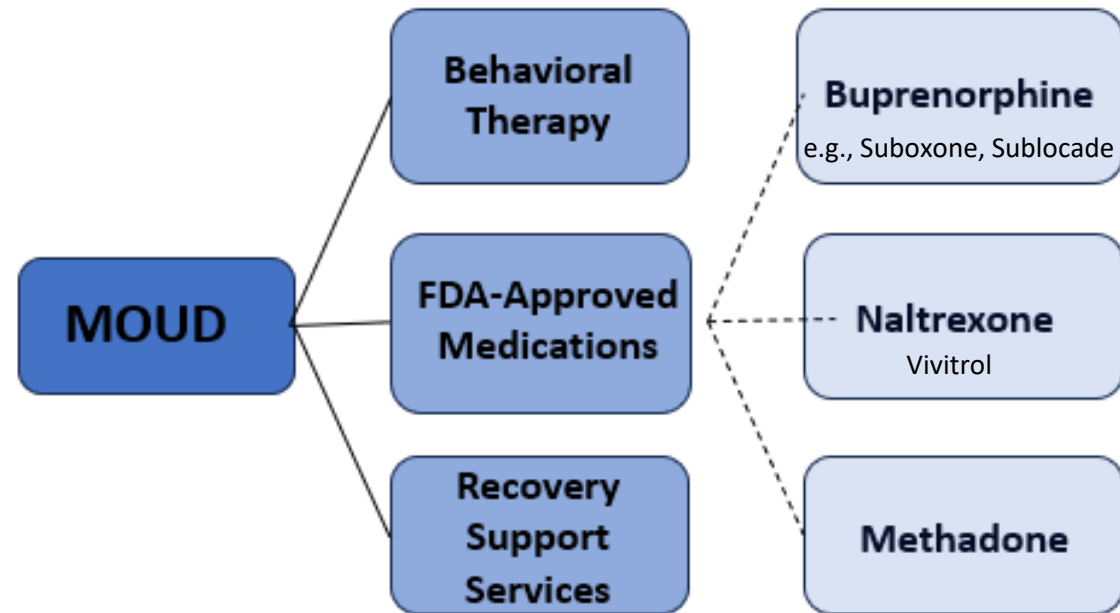 MOUD
Behavioral
Therapy
FDA-Approved
Medications
Recovery
Support
Services
Buprenorphine
e.g., Suboxone, Sublocade
Naltrexone
Vivitrol
Methadone